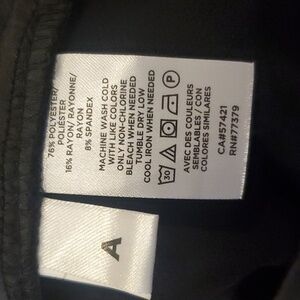 76% POLYESTER/
POLIÉSTER
16% RAYON/ RAYONNE/
RAYON
8% SPANDEX
MACHINE WASH COLD
WITH LIKE COLORS
ONLY NON-CHLORINE
BLEACH WHEN NEEDED
TUMBLE DRY LOW
COOL IRON WHEN NEEDED
30 P
AVEC DES COULEURS
SEMBLABLES / CON
COLORES SIMILARES
CA#57421
RN#77379
A